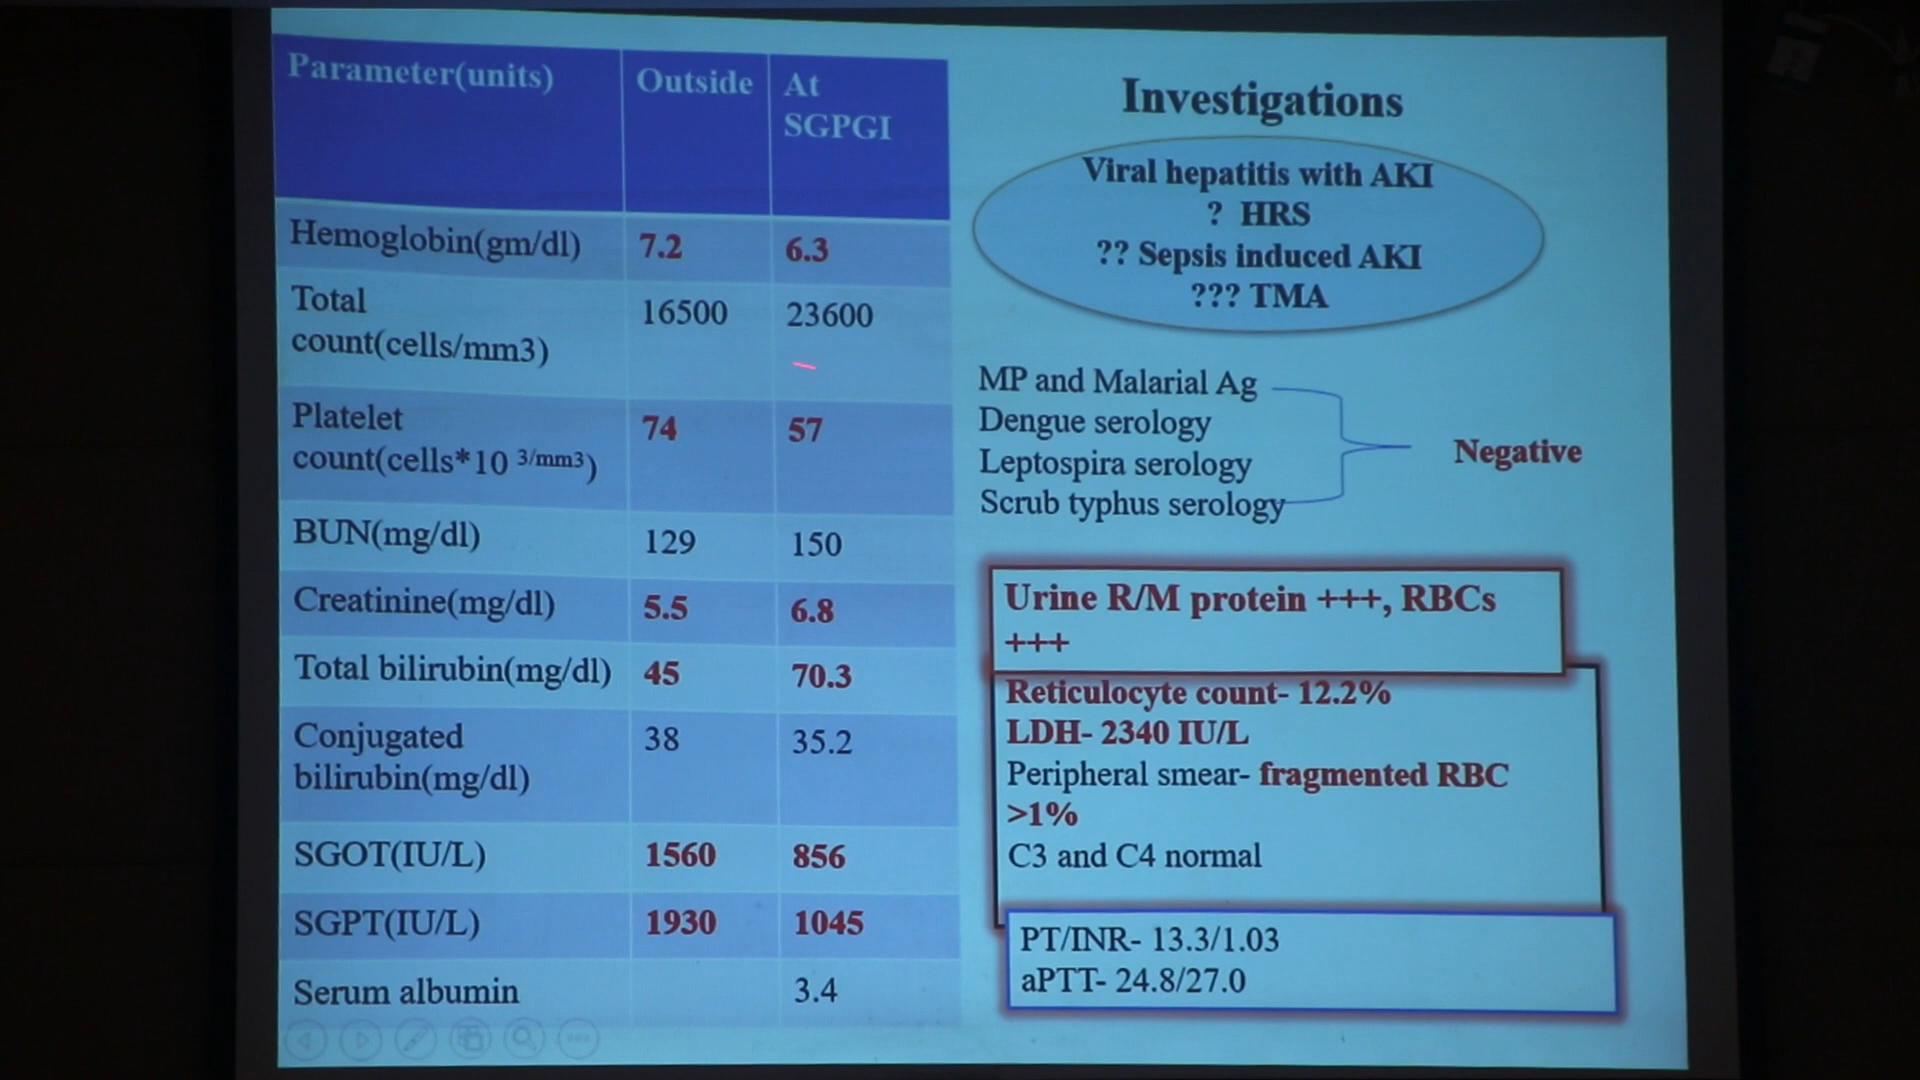 Parameter(units) Outside At
SGPGI
Hemoglobin(gm/dl) 7.2 6.3
Total
count(cells/mm3) 16500 23600
Platelet
count(cells*10 3/mm3) 74 57
BUN(mg/dl) 129 150
Creatinine(mg/dl) 5.5 6.8
Total bilirubin(mg/dl) 45 70.3
Conjugated
bilirubin(mg/dl) 38 35.2
SGOT(IU/L) 1560 856
SGPT(IU/L) 1930 1045
Serum albumin 3.4
Investigations
Viral hepatitis with AKI
? HRS
?? Sepsis induced AKI
??? TMA
MP and Malarial Ag
Dengue serology
Leptospira serology
Scrub typhus serology
Negative
Urine R/M protein +++, RBCs
+++
Reticulocyte count- 12.2%
LDH- 2340 IU/L
Peripheral smear- fragmented RBC
>1%
C3 and C4 normal
PT/INR- 13.3/1.03
aPTT- 24.8/27.0